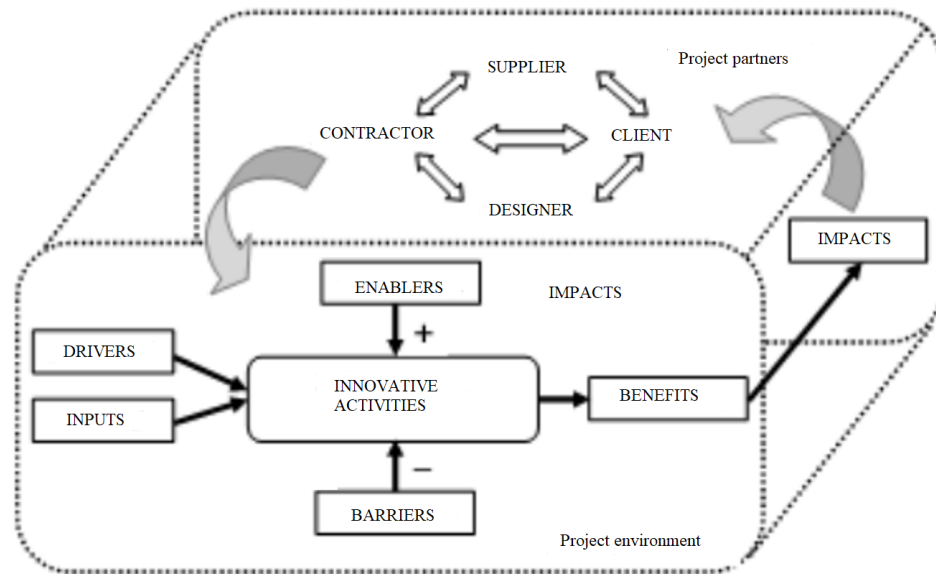 SUPPLIER
Project partners
CONTRACTOR
CLIENT
DESIGNER
IMPACTS
ENABLERS
IMPACTS
+
DRIVERS
INNOVATIVE
ACTIVITIES
BENEFITS
INPUTS
−
BARRIERS
Project environment